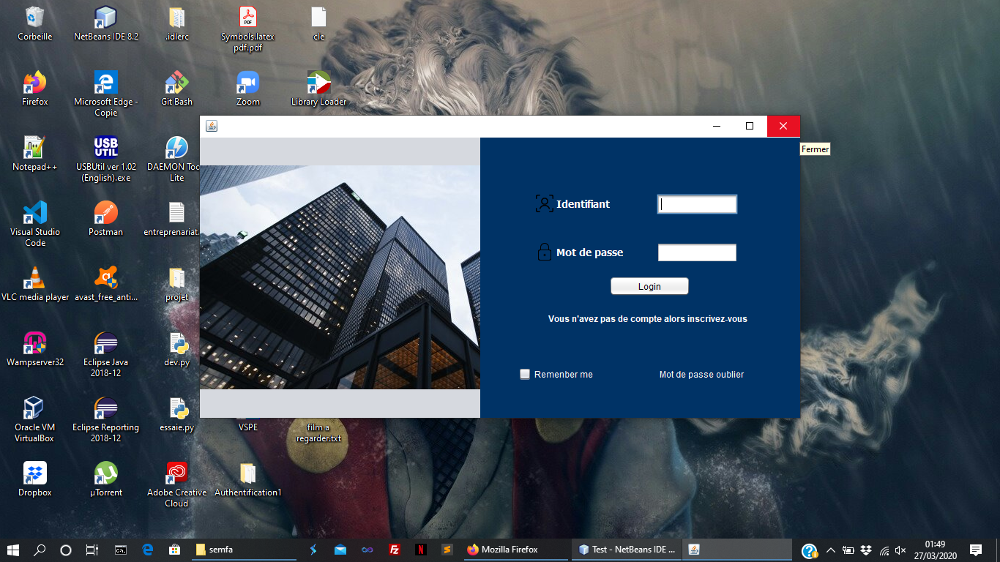 Corbeille
NetBeans IDE 8.2
.idlerc
Symbols.latex
pdf.pdf
cle
Firefox
Microsoft Edge -
Copie
Git Bash
Zoom
Library Loader
Notepad++
USB
UTIL
USBUtil ver 1.02
(English).exe
DAEMON Too
Lite
Fermer
Identifiant
Visual Studio
Code
Postman
entreprenariat.
Mot de passe
Login
VLC media player
avast_free_anti...
projet
Vous n'avez pas de compte alors inscrivez-vous
Wampserver32
Eclipse Java
2018-12
dev.py
Remenber me
Mot de passe oublier
Oracle VM
VirtualBox
Eclipse Reporting
2018-12
essaie.py
VSPE
film a
regarder.txt
Dropbox
µTorrent
Adobe Creative
Cloud
Authentification1
semfa
Mozilla Firefox
Test - NetBeans IDE ...
01:49
27/03/2020